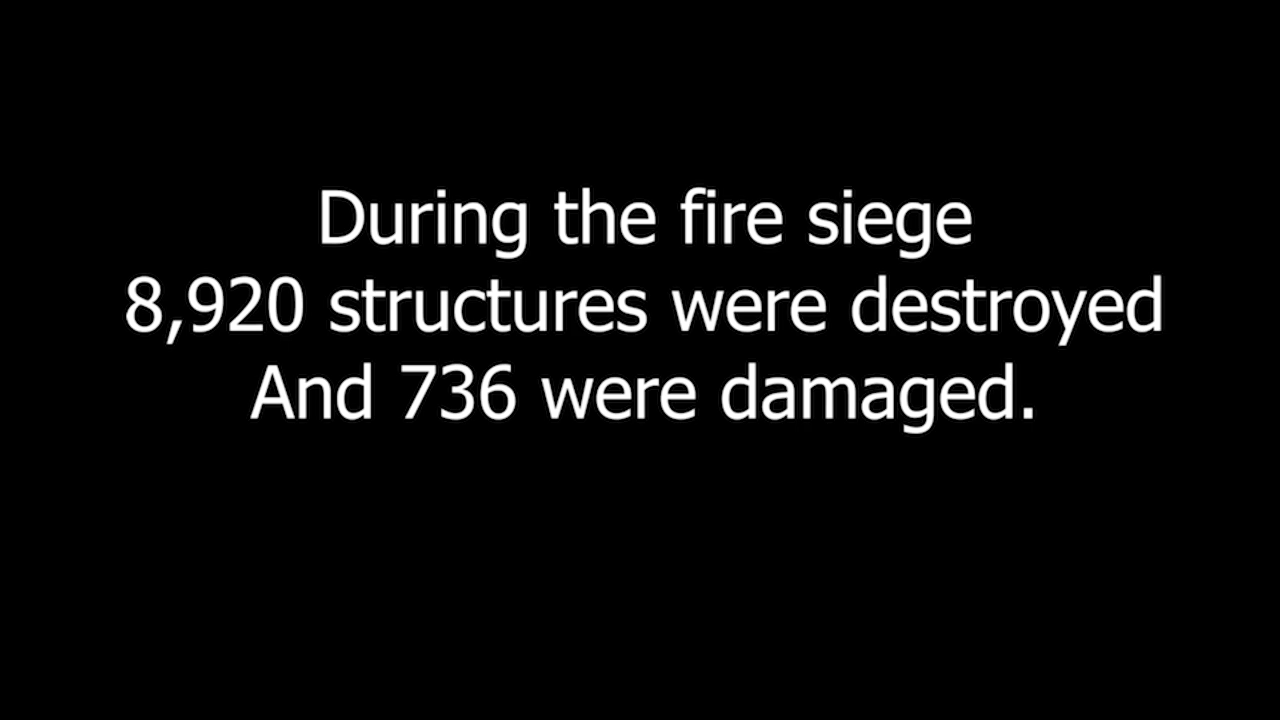 During the fire siege
8,920 structures were destroyed
And 736 were damaged.